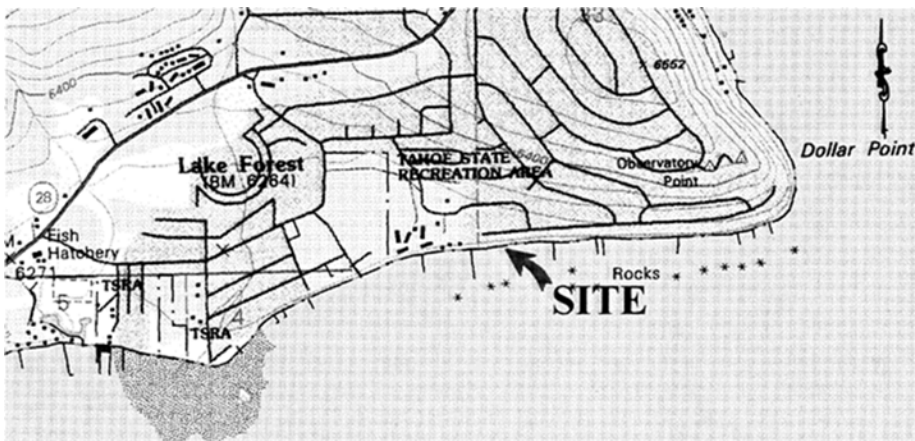 33
6552
6400
Dollar Point
Lake Forest
(BM 6264)
TAHOE STATE
RECREATION AREA
6400
Observatory
Point
28
Fish
Hatchery
6271
TSRA
5
4
TSRA
Rocks
SITE